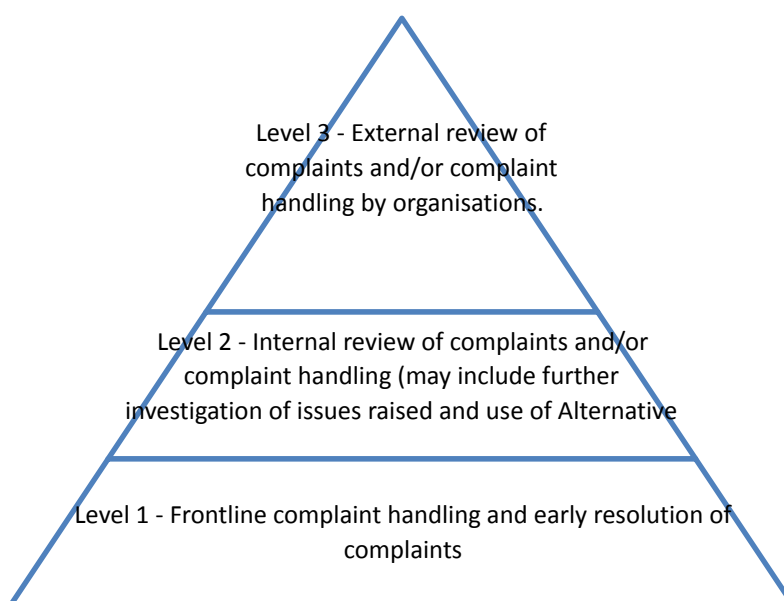 Level 3 - External review of
complaints and/or complaint
handling by organisations.
Level 2 - Internal review of complaints and/or
complaint handling (may include further
investigation of issues raised and use of Alternative
Level 1 - Frontline complaint handling and early resolution of
complaints